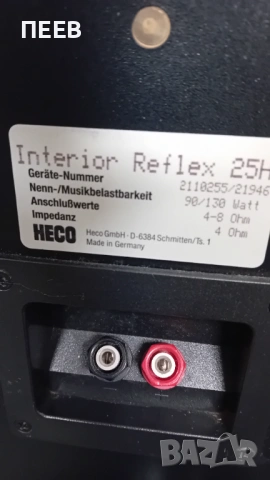 ПЕЕВ
Interior Reflex 25H
Geräte-Nummer 2110255/21946
Nenn-/Musikbelastbarkeit 90/130 Watt
Anschlußwerte 4-8 Ohm
Impedanz 4 Ohm
HECO Heco GmbH · D-6384 Schmitten/Ts. 1
Made in Germany
BAZAR